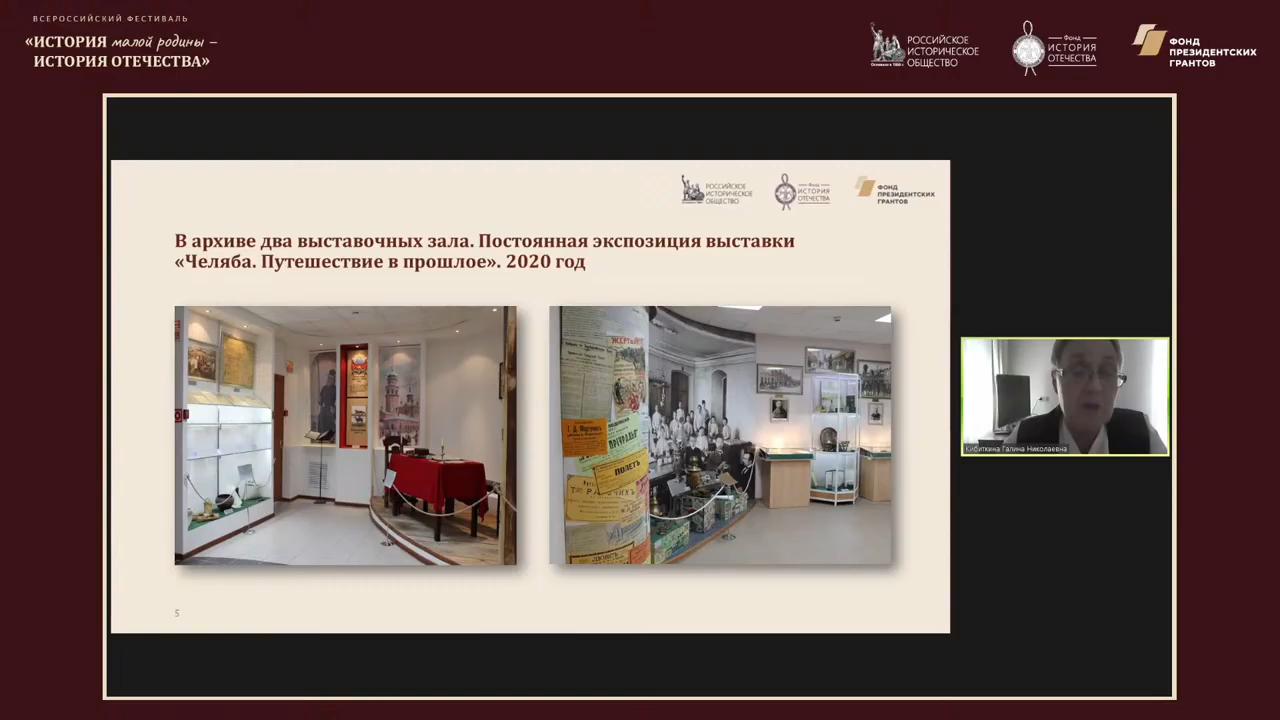 ВСЕРОССИЙСКИЙ ФЕСТИВАЛЬ
«ИСТОРИЯ малой родины –
ИСТОРИЯ ОТЕЧЕСТВА»
РОССИЙСКОЕ
ИСТОРИЧЕСКОЕ
ОБЩЕСТВО
Фонд
ИСТОРИЯ
ОТЕЧЕСТВА
ФОНД
ПРЕЗИДЕНТСКИХ
ГРАНТОВ
РОССИЙСКОЕ
ИСТОРИЧЕСКОЕ
ОБЩЕСТВО
Фонд
ИСТОРИЯ
ОТЕЧЕСТВА
ФОНД
ПРЕЗИДЕНТСКИХ
ГРАНТОВ
В архиве два выставочных зала. Постоянная экспозиция выставки
«Челяба. Путешествие в прошлое». 2020 год
ПОЛЕТЪ
Кибиткина Галина Николаевна
5